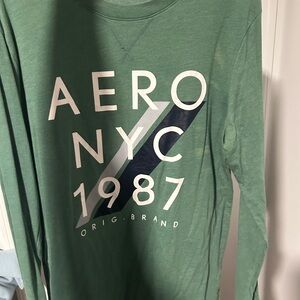 AERO
NYC
1987
ORIG. BRAND